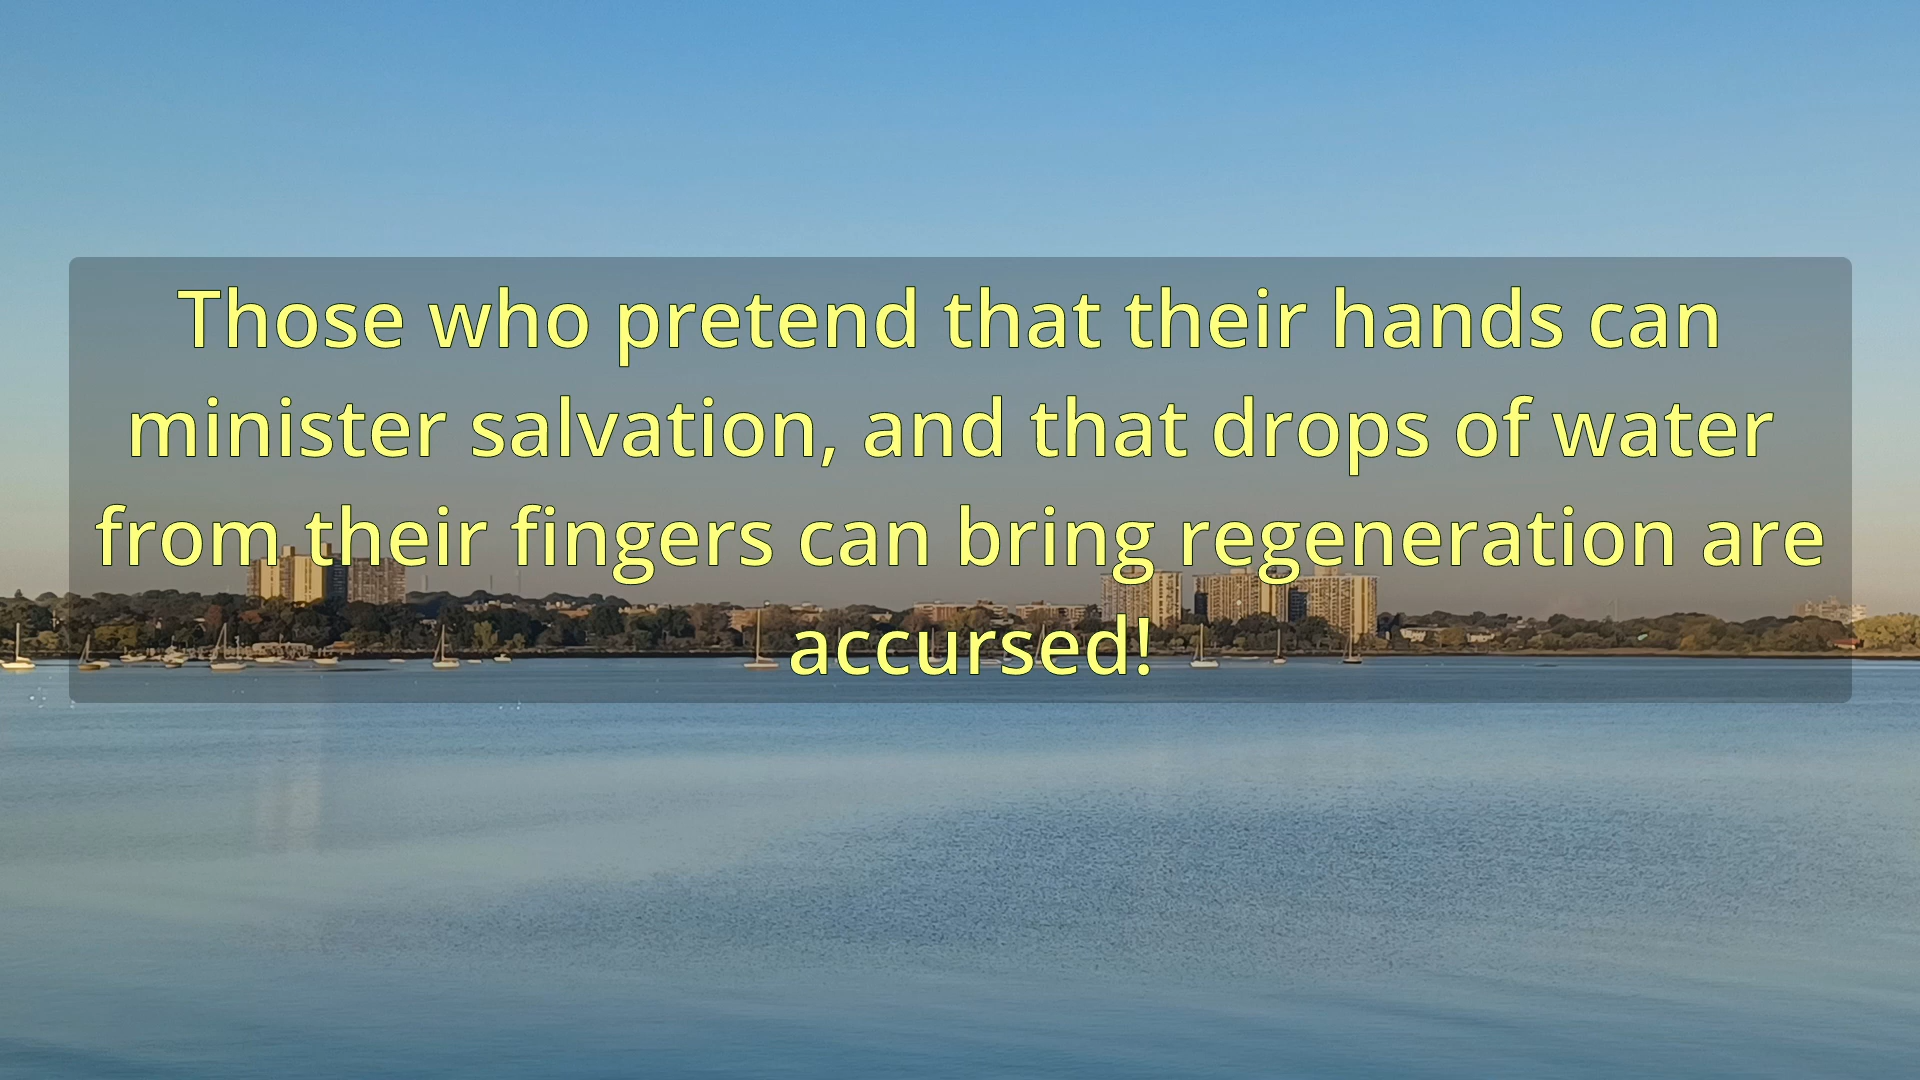 Those who pretend that their hands can
minister salvation, and that drops of water
from their fingers can bring regeneration are
accursed!